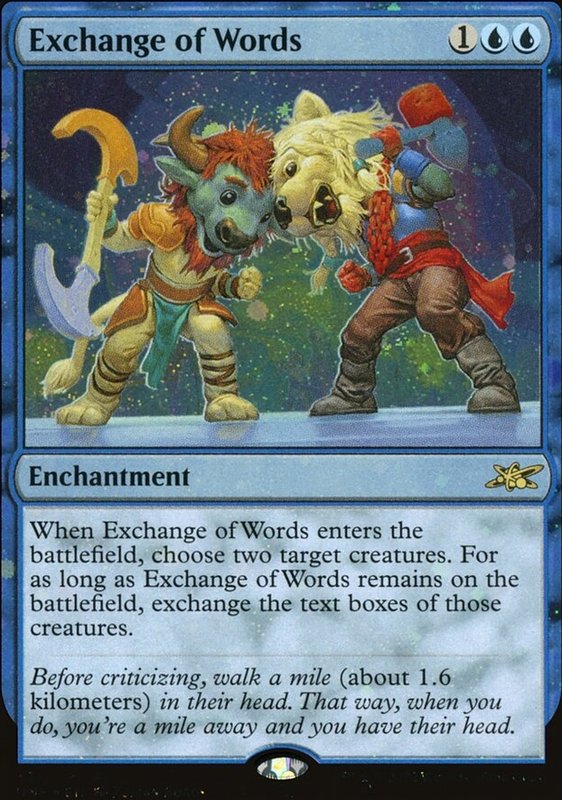 Exchange of Words 1
Enchantment
When Exchange of Words enters the
battlefield, choose two target creatures. For
as long as Exchange of Words remains on the
battlefield, exchange the text boxes of those
creatures.
Before criticizing, walk a mile (about 1.6
kilometers) in their head. That way, when you
do, you're a mile away and you have their head.